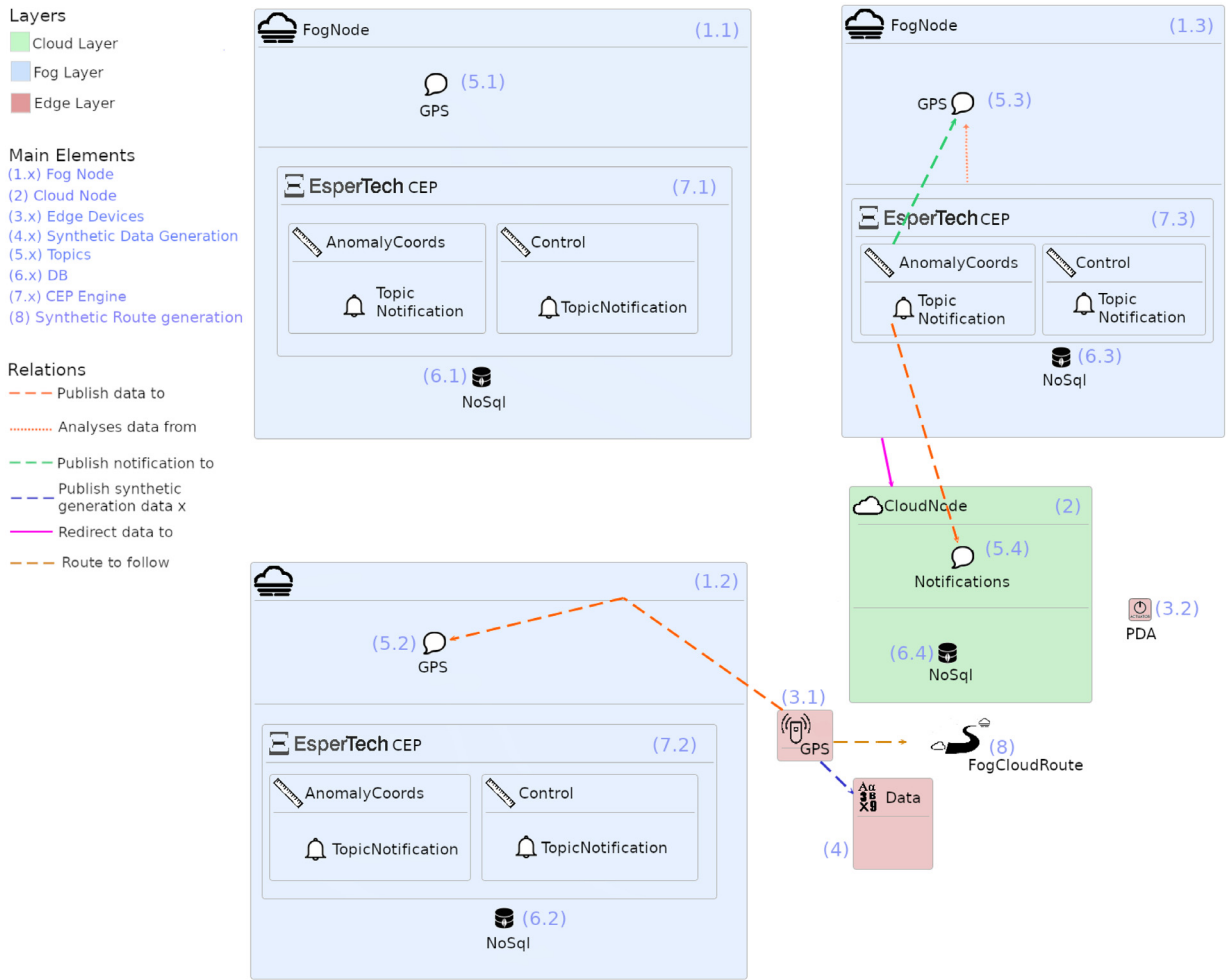 Layers
Cloud Layer
Fog Layer
Edge Layer
Main Elements
(1.x) Fog Node
(2) Cloud Node
(3.x) Edge Devices
(4.x) Synthetic Data Generation
(5.x) Topics
(6.x) DB
(7.x) CEP Engine
(8) Synthetic Route generation
Relations
Publish data to
Analyses data from
Publish notification to
Publish synthetic
generation data x
Redirect data to
Route to follow
FogNode (1.1)
(5.1)
GPS
EsperTech CEP (7.1)
AnomalyCoords
Topic
Notification
Control
TopicNotification
(6.1)
NoSql
FogNode (1.3)
GPS (5.3)
EsperTech CEP (7.3)
AnomalyCoords
Topic
Notification
Control
Topic
Notification
(6.3)
NoSql
(1.2)
(5.2)
GPS
EsperTech CEP (7.2)
AnomalyCoords
TopicNotification
Control
TopicNotification
(6.2)
NoSql
CloudNode (2)
(5.4)
Notifications
(6.4)
NoSql
(3.2)
PDA
(3.1)
GPS
(8)
FogCloudRoute
Aα
3 B
X 9
Data
(4)